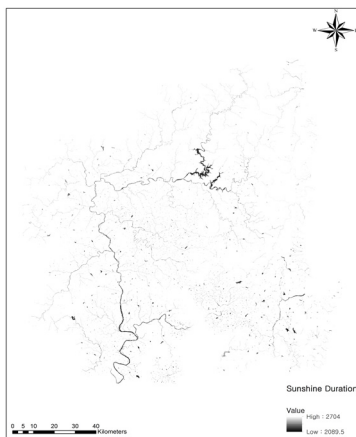 N
W
S
Sunshine Duration
Value
High : 2704
Low : 2089.5
0 5 10 20 30 40
Kilometers